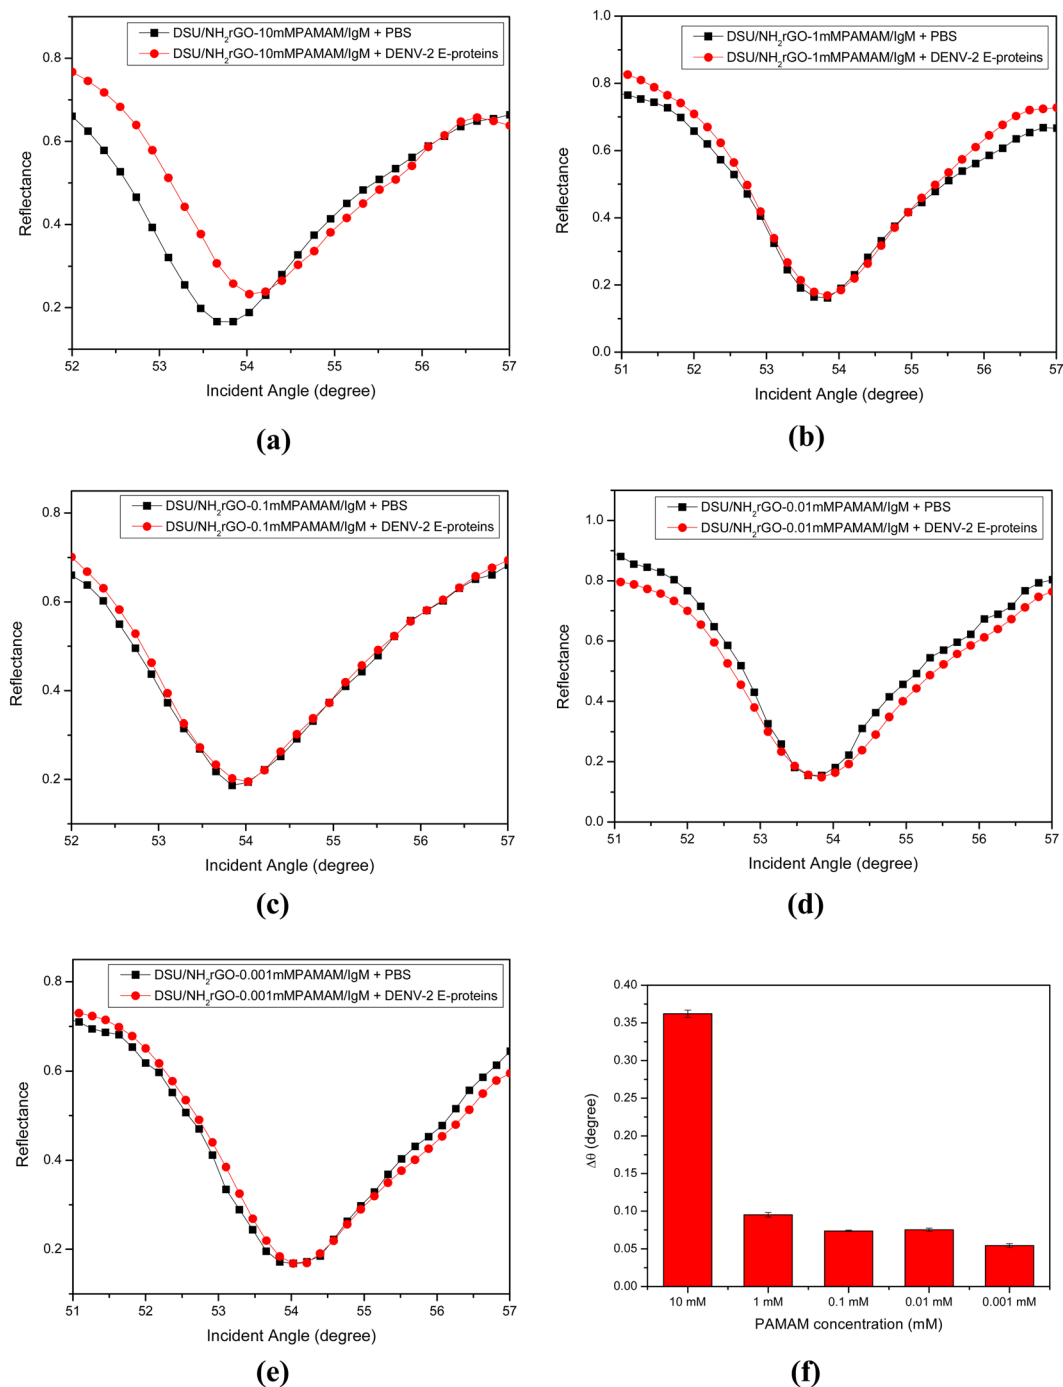 DSU/NH2rGO-10mMPAMAM/IgM + PBS
DSU/NH2rGO-10mMPAMAM/IgM + DENV-2 E-proteins
0.8
0.6
0.4
0.2
Reflectance
52 53 54 55 56 57
Incident Angle (degree)
(a)
DSU/NH2rGO-1mMPAMAM/IgM + PBS
DSU/NH2rGO-1mMPAMAM/IgM + DENV-2 E-proteins
1.0
0.8
0.6
0.4
0.2
0.0
Reflectance
51 52 53 54 55 56 57
Incident Angle (degree)
(b)
DSU/NH2rGO-0.1mMPAMAM/IgM + PBS
DSU/NH2rGO-0.1mMPAMAM/IgM + DENV-2 E-proteins
0.8
0.6
0.4
0.2
Reflectance
52 53 54 55 56 57
Incident Angle (degree)
(c)
DSU/NH2rGO-0.01mMPAMAM/IgM + PBS
DSU/NH2rGO-0.01mMPAMAM/IgM + DENV-2 E-proteins
1.0
0.8
0.6
0.4
0.2
0.0
Reflectance
51 52 53 54 55 56 57
Incident Angle (degree)
(d)
DSU/NH2rGO-0.001mMPAMAM/IgM + PBS
DSU/NH2rGO-0.001mMPAMAM/IgM + DENV-2 E-proteins
0.8
0.6
0.4
0.2
Reflectance
51 52 53 54 55 56 57
Incident Angle (degree)
(e)
0.40
0.35
0.30
0.25
0.20
0.15
0.10
0.05
0.00
Δθ (degree)
10 mM 1 mM 0.1 mM 0.01 mM 0.001 mM
PAMAM concentration (mM)
(f)